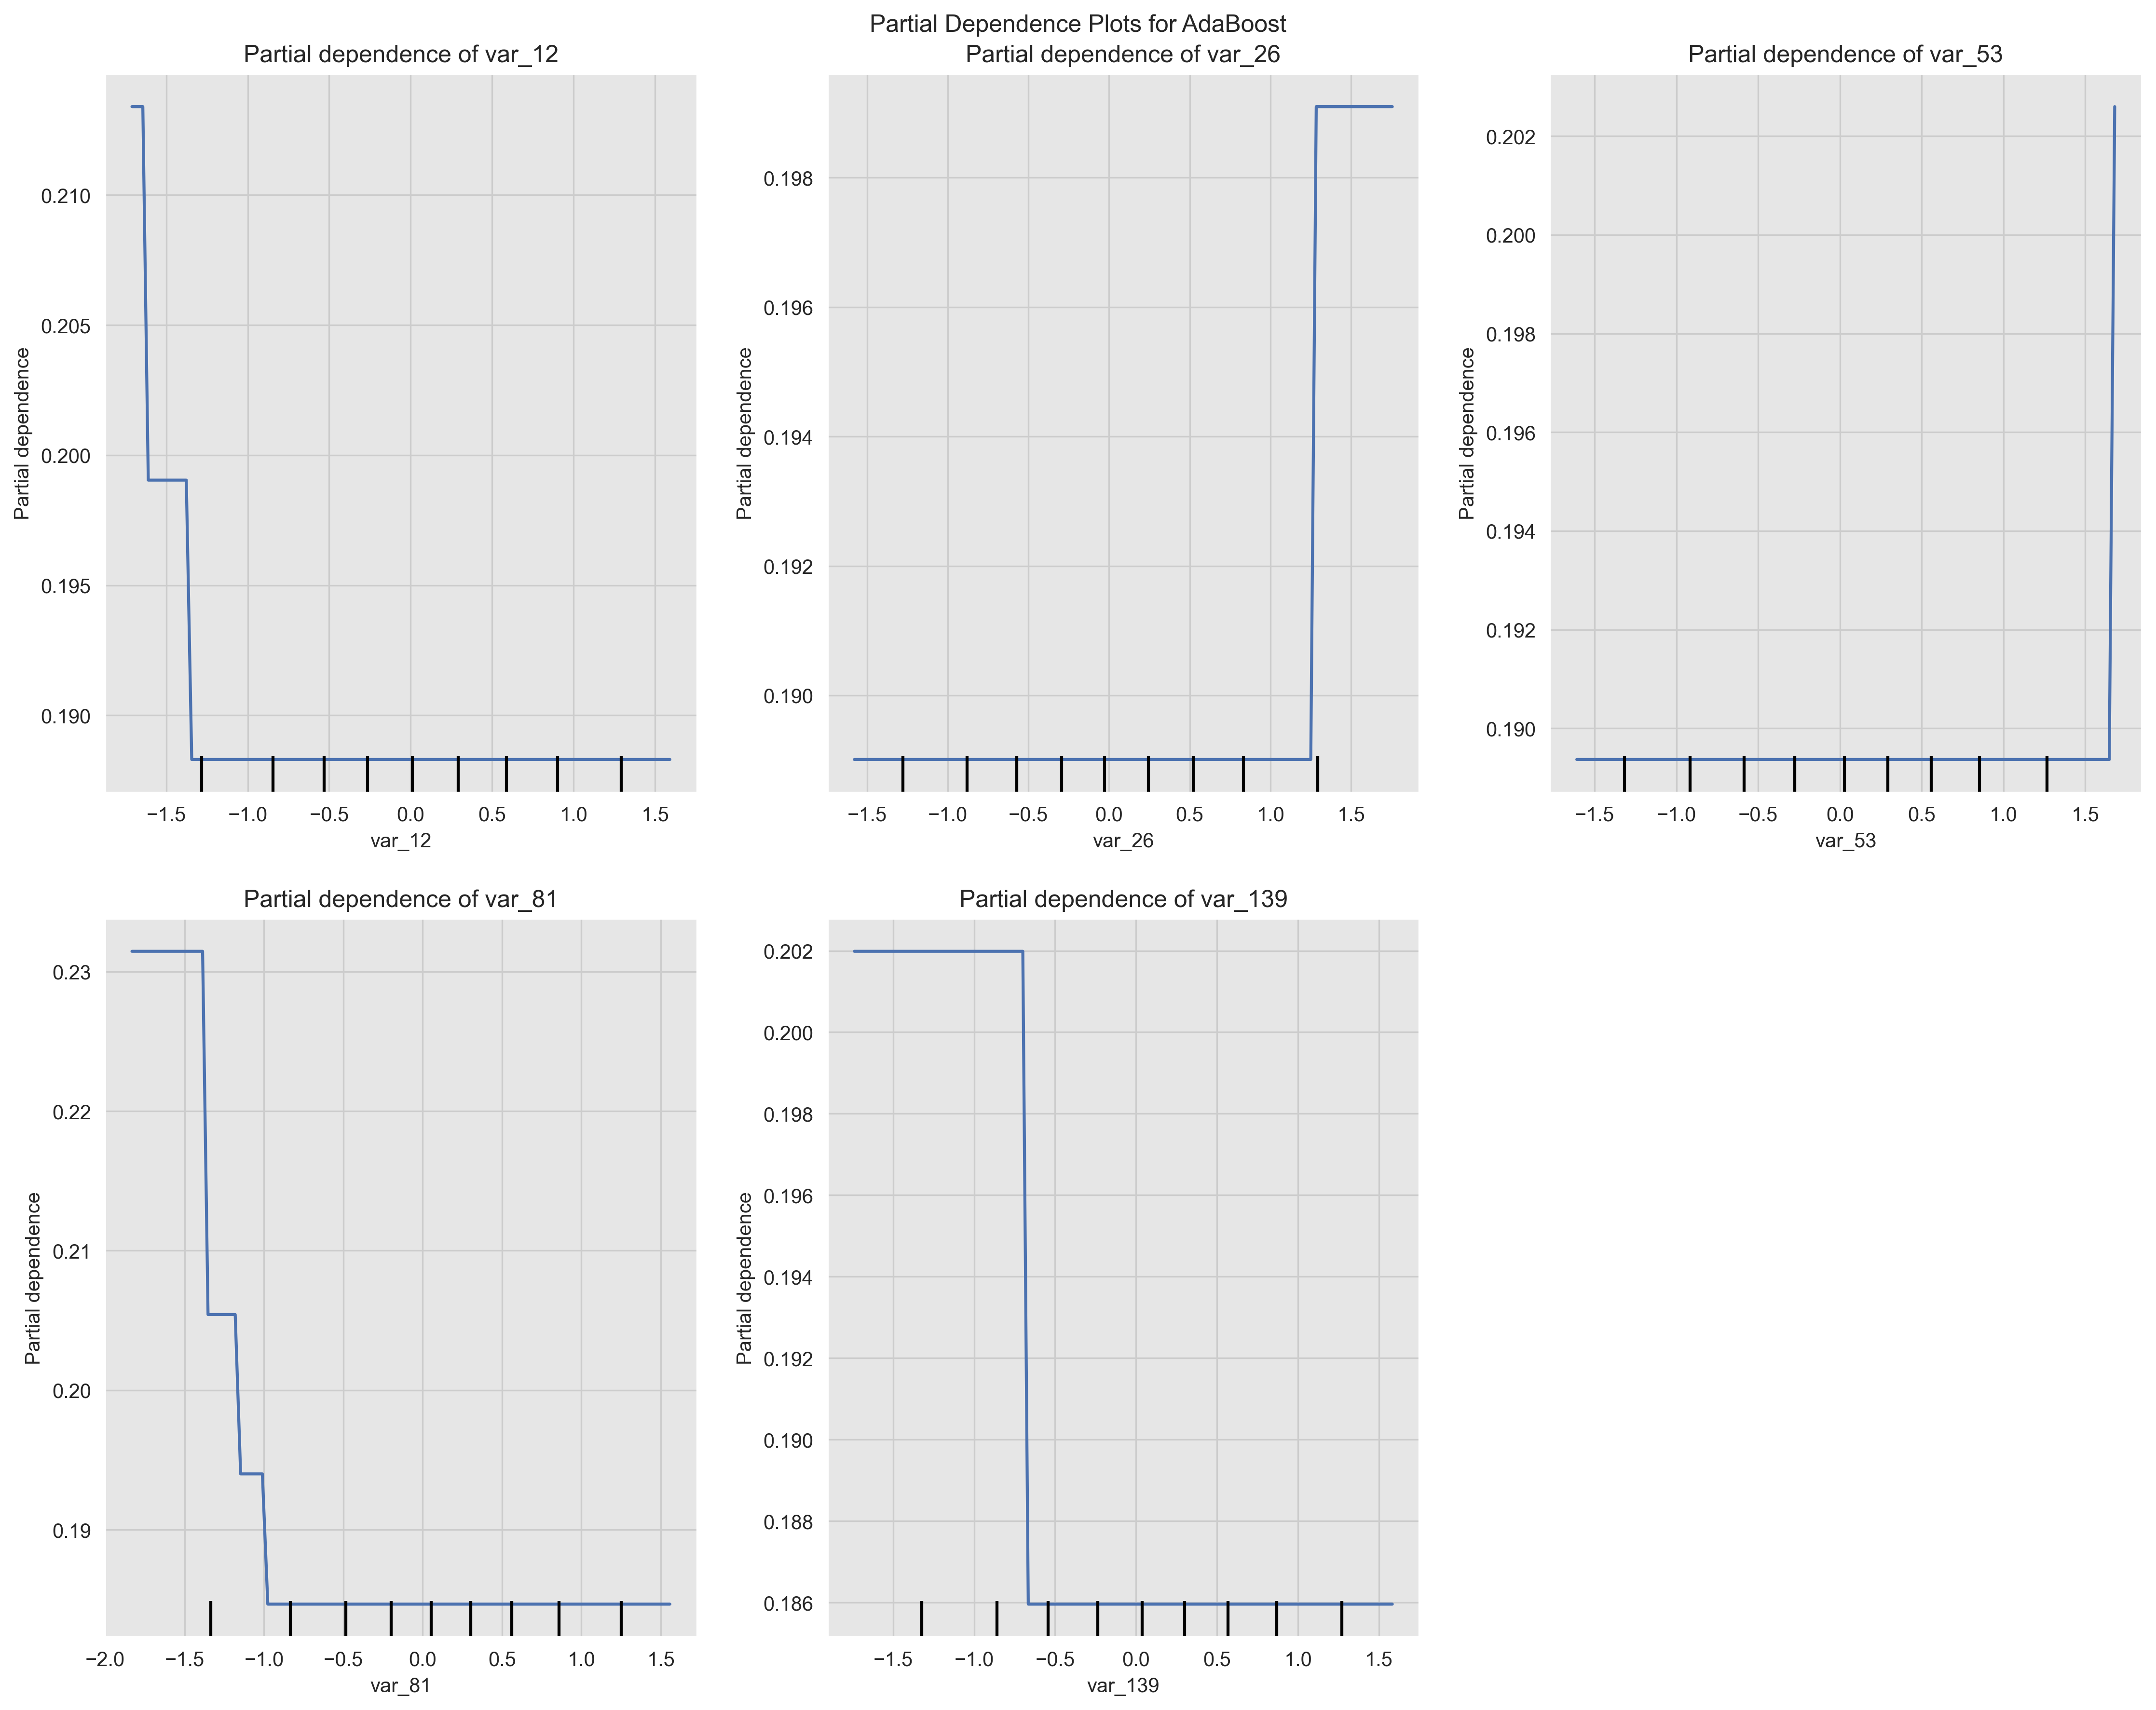 Partial Dependence Plots for AdaBoost
Partial dependence of var_12
Partial dependence
0.210
0.205
0.200
0.195
0.190
−1.5 −1.0 −0.5 0.0 0.5 1.0 1.5
var_12
Partial dependence of var_26
Partial dependence
0.198
0.196
0.194
0.192
0.190
−1.5 −1.0 −0.5 0.0 0.5 1.0 1.5
var_26
Partial dependence of var_53
Partial dependence
0.202
0.200
0.198
0.196
0.194
0.192
0.190
−1.5 −1.0 −0.5 0.0 0.5 1.0 1.5
var_53
Partial dependence of var_81
Partial dependence
0.23
0.22
0.21
0.20
0.19
−2.0 −1.5 −1.0 −0.5 0.0 0.5 1.0 1.5
var_81
Partial dependence of var_139
Partial dependence
0.202
0.200
0.198
0.196
0.194
0.192
0.190
0.188
0.186
−1.5 −1.0 −0.5 0.0 0.5 1.0 1.5
var_139